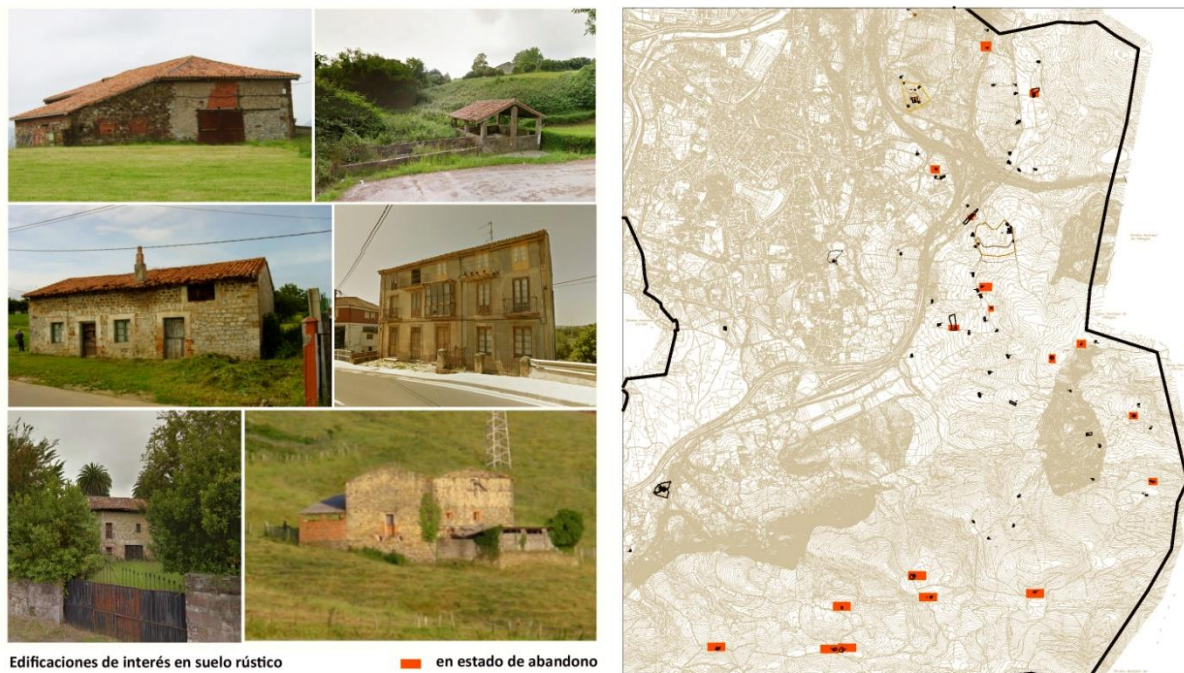 Edificaciones de interés en suelo rústico
en estado de abandono